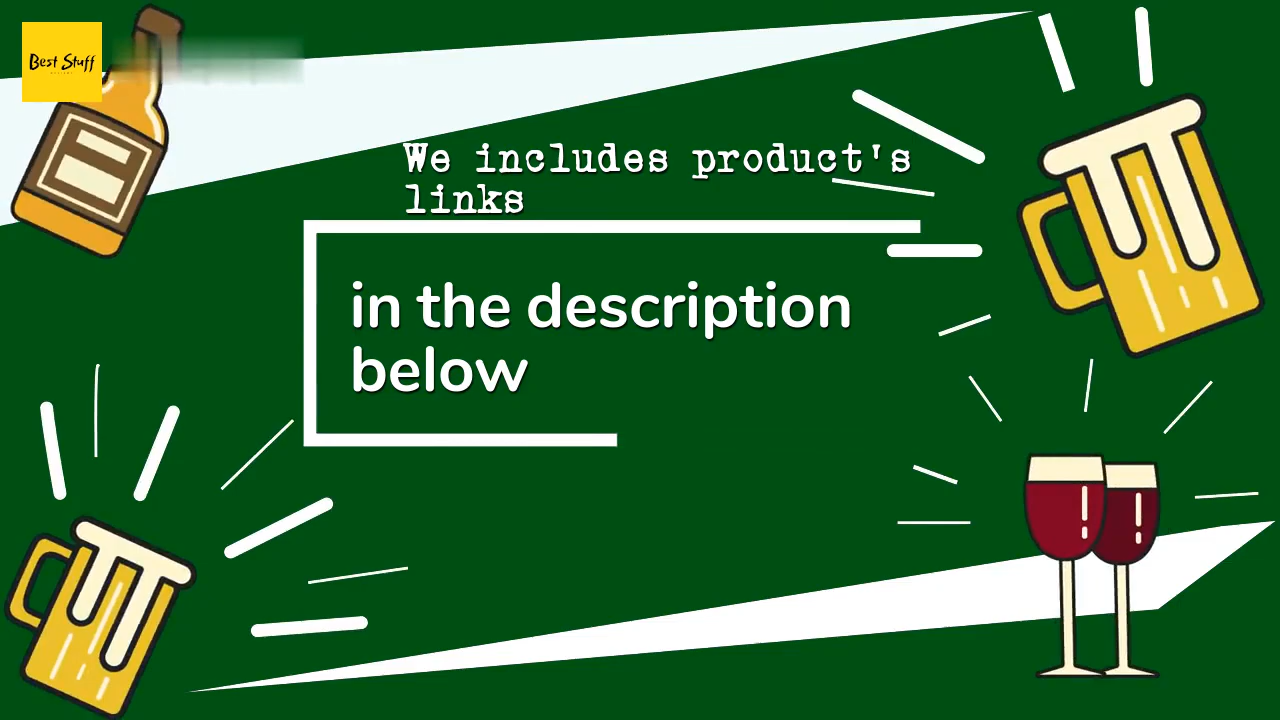 Best Stuff
We includes product's
links
in the description
below